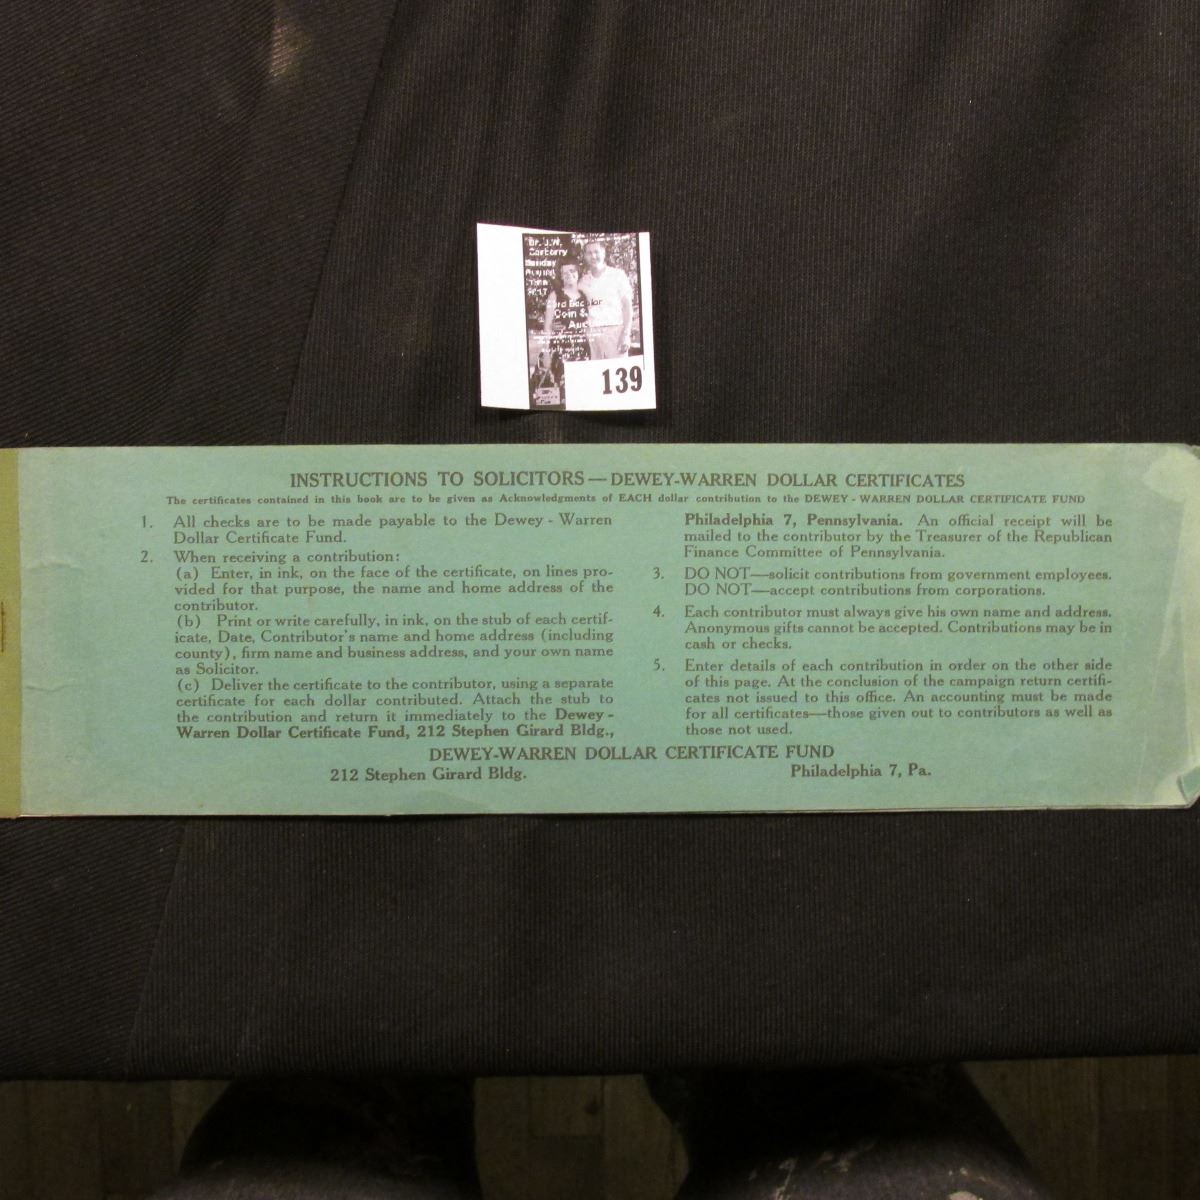 Dr. J.W.
Carberry
Sunday
Coin &
139
INSTRUCTIONS TO SOLICITORS — DEWEY-WARREN DOLLAR CERTIFICATES
The certificates contained in this book are to be given as Acknowledgments of EACH dollar contribution to the DEWEY - WARREN DOLLAR CERTIFICATE FUND
1. All checks are to be made payable to the Dewey - Warren
Dollar Certificate Fund.
2. When receiving a contribution:
(a) Enter, in ink, on the face of the certificate, on lines pro-
vided for that purpose, the name and home address of the
contributor.
(b) Print or write carefully, in ink, on the stub of each certif-
icate, Date, Contributor's name and home address (including
county), firm name and business address, and your own name
as Solicitor.
(c) Deliver the certificate to the contributor, using a separate
certificate for each dollar contributed. Attach the stub to
the contribution and return it immediately to the Dewey -
Warren Dollar Certificate Fund, 212 Stephen Girard Bldg.,
Philadelphia 7, Pennsylvania. An official receipt will be
mailed to the contributor by the Treasurer of the Republican
Finance Committee of Pennsylvania.
3. DO NOT—solicit contributions from government employees.
DO NOT—accept contributions from corporations.
4. Each contributor must always give his own name and address.
Anonymous gifts cannot be accepted. Contributions may be in
cash or checks.
5. Enter details of each contribution in order on the other side
of this page. At the conclusion of the campaign return certifi-
cates not issued to this office. An accounting must be made
for all certificates—those given out to contributors as well as
those not used.
DEWEY-WARREN DOLLAR CERTIFICATE FUND
212 Stephen Girard Bldg. Philadelphia 7, Pa.